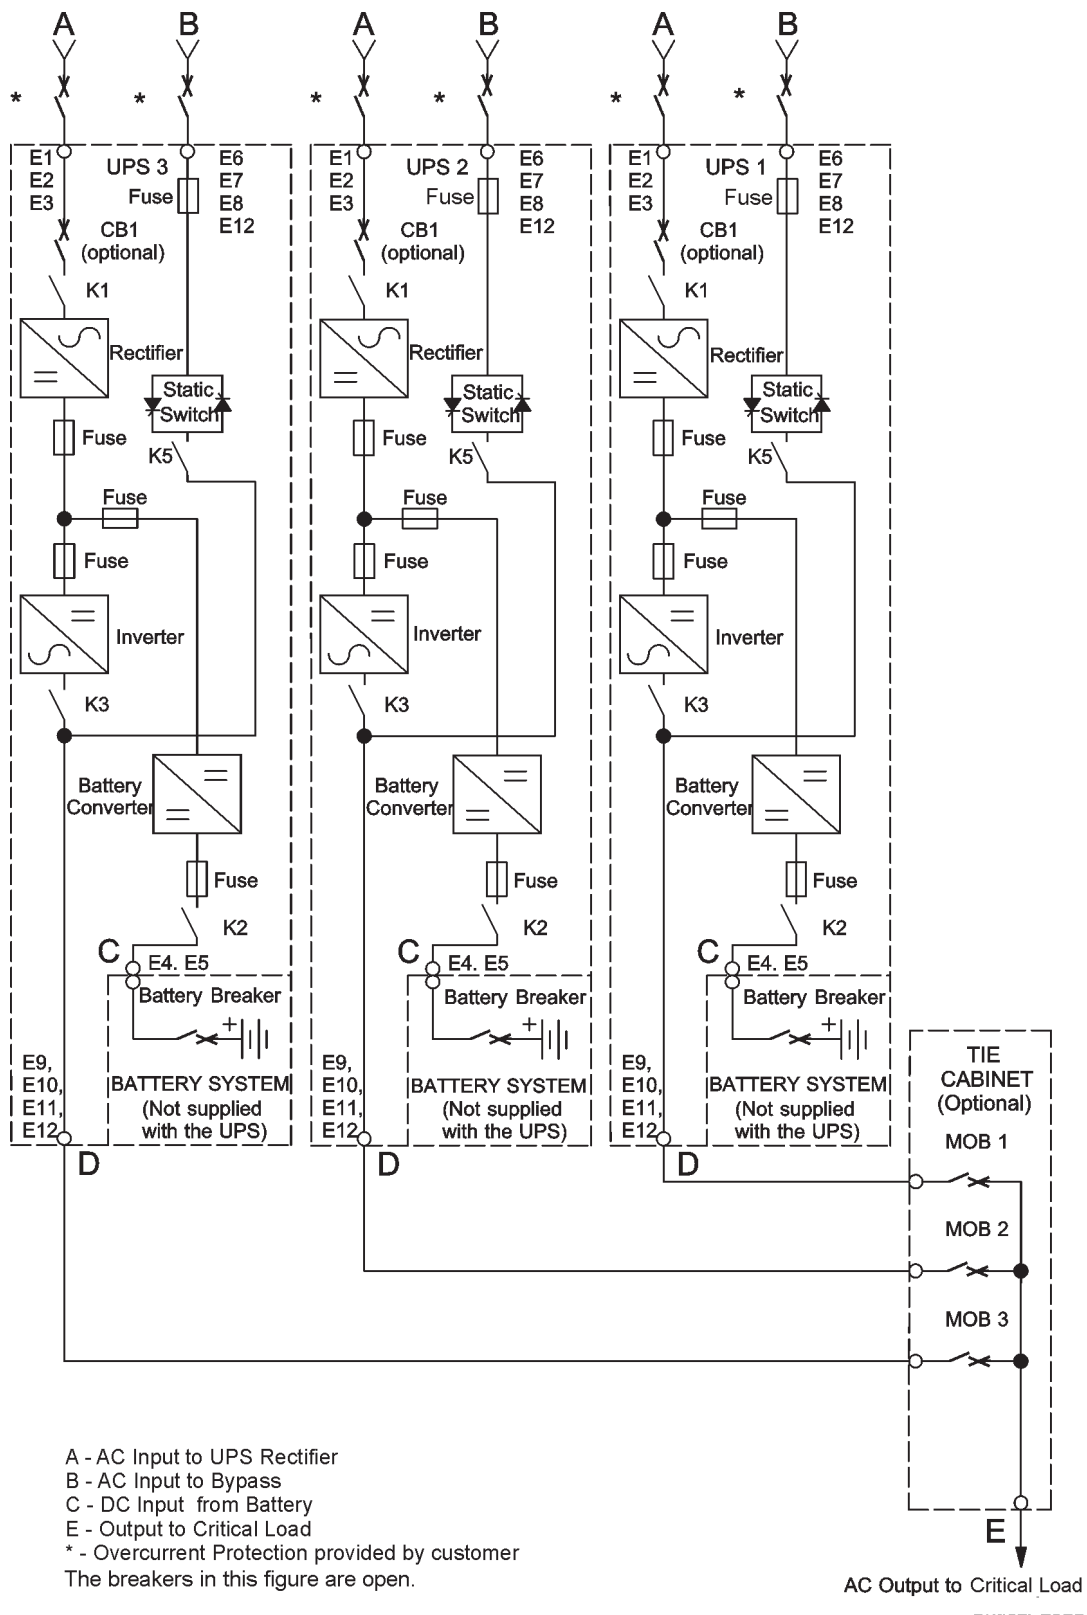 A B A B A B
* * * * * *
E1
E2
E3
UPS 3
Fuse
E6
E7
E8
E12
CB1
(optional)
K1
Rectifier
Static
Switch
Fuse
K5
Fuse
Fuse
Inverter
K3
Battery
Converter
Fuse
K2
C
E4. E5
Battery Breaker
+
E9,
E10,
E11,
E12
BATTERY SYSTEM
(Not supplied
with the UPS)
D
E1
E2
E3
UPS 2
Fuse
E6
E7
E8
E12
CB1
(optional)
K1
Rectifier
Static
Switch
Fuse
K5
Fuse
Fuse
Inverter
K3
Battery
Converter
Fuse
K2
C
E4. E5
Battery Breaker
+
E9,
E10,
E11,
E12
BATTERY SYSTEM
(Not supplied
with the UPS)
D
E1
E2
E3
UPS 1
Fuse
E6
E7
E8
E12
CB1
(optional)
K1
Rectifier
Static
Switch
Fuse
K5
Fuse
Fuse
Inverter
K3
Battery
Converter
Fuse
K2
C
E4. E5
Battery Breaker
+
E9,
E10,
E11,
E12
BATTERY SYSTEM
(Not supplied
with the UPS)
D
TIE
CABINET
(Optional)
MOB 1
MOB 2
MOB 3
E
AC Output to Critical Load
A - AC Input to UPS Rectifier
B - AC Input to Bypass
C - DC Input from Battery
E - Output to Critical Load
* - Overcurrent Protection provided by customer
The breakers in this figure are open.